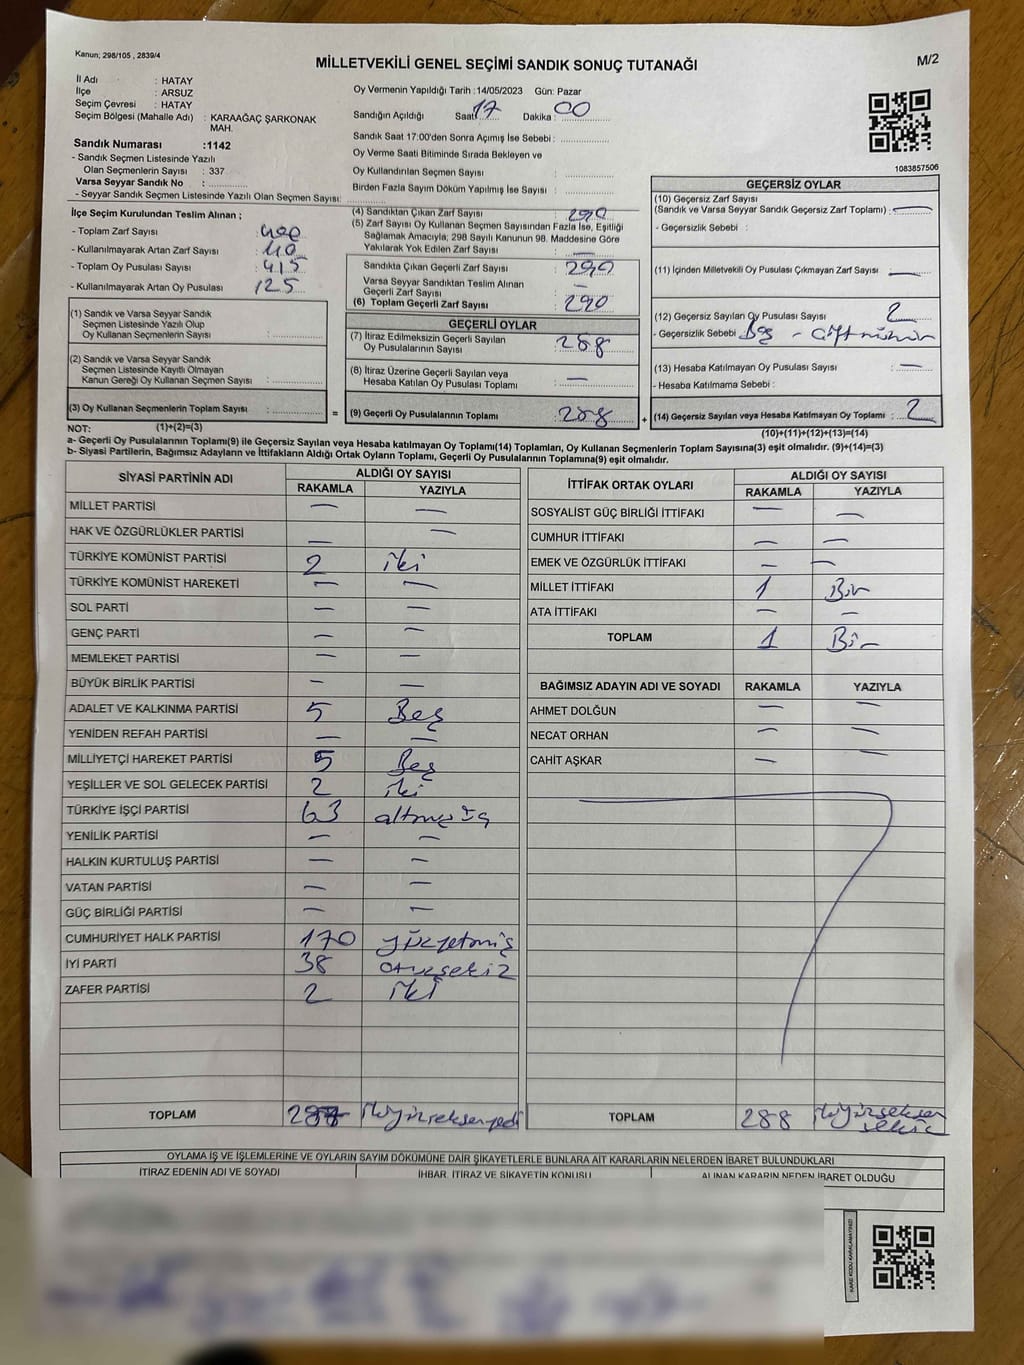 Kanun; 298/105 , 2839/4
MİLLETVEKİLİ GENEL SEÇİMİ SANDIK SONUÇ TUTANAĞI
M/2
İl Adı : HATAY
İlçe : ARSUZ
Seçim Çevresi : HATAY
Seçim Bölgesi (Mahalle Adı) : KARAAĞAÇ ŞARKONAK MAH.
Sandık Numarası :1142
- Sandık Seçmen Listesinde Yazılı
Olan Seçmenlerin Sayısı : 337
Varsa Seyyar Sandık No :
- Seyyar Sandık Seçmen Listesinde Yazılı Olan Seçmen Sayısı:
Oy Vermenin Yapıldığı Tarih :14/05/2023 Gün: Pazar
Sandığın Açıldığı Saat 17 Dakika : 00
Sandık Saat 17:00'den Sonra Açımış İse Sebebi :
Oy Verme Saati Bitiminde Sırada Bekleyen ve
Oy Kullandırılan Seçmen Sayısı :
Birden Fazla Sayım Döküm Yapılmış İse Sayısı :
1083857506
İlçe Seçim Kurulundan Teslim Alınan ;
- Toplam Zarf Sayısı : 400
- Kullanılmayarak Artan Zarf Sayısı : 110
- Toplam Oy Pusulası Sayısı : 415
- Kullanılmayarak Artan Oy Pusulası : 125
(1) Sandık ve Varsa Seyyar Sandık
Seçmen Listesinde Yazılı Olup
Oy Kullanan Seçmenlerin Sayısı :
(2) Sandık ve Varsa Seyyar Sandık
Seçmen Listesinde Kayıtlı Olmayan
Kanun Gereği Oy Kullanan Seçmen Sayısı :
(3) Oy Kullanan Seçmenlerin Toplam Sayısı :
(4) Sandıktan Çıkan Zarf Sayısı : 290
(5) Zarf Sayısı Oy Kullanan Seçmen Sayısından Fazla İse, Eşitliği
Sağlamak Amacıyla; 298 Sayılı Kanunun 98. Maddesine Göre
Yakılarak Yok Edilen Zarf Sayısı : —
Sandıkta Çıkan Geçerli Zarf Sayısı : 290
Varsa Seyyar Sandıktan Teslim Alınan
Geçerli Zarf Sayısı : —
(6) Toplam Geçerli Zarf Sayısı : 290
GEÇERLİ OYLAR
(7) İtiraz Edilmeksizin Geçerli Sayılan
Oy Pusulalarının Sayısı : 288
(8) İtiraz Üzerine Geçerli Sayılan veya
Hesaba Katılan Oy Pusulası Toplamı : —
= (9) Geçerli Oy Pusulalarının Toplamı : 288
GEÇERSİZ OYLAR
(10) Geçersiz Zarf Sayısı
(Sandık ve Varsa Seyyar Sandık Geçersiz Zarf Toplamı) : —
- Geçersizlik Sebebi :
(11) İçinden Milletvekili Oy Pusulası Çıkmayan Zarf Sayısı : —
(12) Geçersiz Sayılan Oy Pusulası Sayısı : 2
- Geçersizlik Sebebi : Boş - Çift mühür
(13) Hesaba Katılmayan Oy Pusulası Sayısı : —
- Hesaba Katılmama Sebebi :
+ (14) Geçersiz Sayılan veya Hesaba Katılmayan Oy Toplamı : 2
NOT: (1)+(2)=(3)
(10)+(11)+(12)+(13)=(14)
a- Geçerli Oy Pusulalarının Toplamı(9) ile Geçersiz Sayılan veya Hesaba katılmayan Oy Toplamı(14) Toplamları, Oy Kullanan Seçmenlerin Toplam Sayısına(3) eşit olmalıdır. (9)+(14)=(3)
b- Siyasi Partilerin, Bağımsız Adayların ve İttifakların Aldığı Ortak Oyların Toplamı, Geçerli Oy Pusulalarının Toplamına(9) eşit olmalıdır.
SİYASİ PARTİNİN ADI ALDIĞI OY SAYISI
RAKAMLA YAZIYLA
MİLLET PARTİSİ — —
HAK VE ÖZGÜRLÜKLER PARTİSİ — —
TÜRKİYE KOMÜNİST PARTİSİ 2 iki
TÜRKİYE KOMÜNİST HAREKETİ — —
SOL PARTİ — —
GENÇ PARTİ — —
MEMLEKET PARTİSİ — —
BÜYÜK BİRLİK PARTİSİ — —
ADALET VE KALKINMA PARTİSİ 5 Beş
YENİDEN REFAH PARTİSİ — —
MİLLİYETÇİ HAREKET PARTİSİ 5 Beş
YEŞİLLER VE SOL GELECEK PARTİSİ 2 iki
TÜRKİYE İŞÇİ PARTİSİ 63 altmışüç
YENİLİK PARTİSİ — —
HALKIN KURTULUŞ PARTİSİ — —
VATAN PARTİSİ — —
GÜÇ BİRLİĞİ PARTİSİ — —
CUMHURİYET HALK PARTİSİ 170 yüzyetmiş
İYİ PARTİ 38 otuzsekiz
ZAFER PARTİSİ 2 iki
TOPLAM 287 ikiyüzseksenyedi
İTTİFAK ORTAK OYLARI ALDIĞI OY SAYISI
RAKAMLA YAZIYLA
SOSYALİST GÜÇ BİRLİĞİ İTTİFAKI — —
CUMHUR İTTİFAKI — —
EMEK VE ÖZGÜRLÜK İTTİFAKI — —
MİLLET İTTİFAKI 1 Bir
ATA İTTİFAKI — —
TOPLAM 1 Bir
BAĞIMSIZ ADAYIN ADI VE SOYADI RAKAMLA YAZIYLA
AHMET DOLĞUN — —
NECAT ORHAN — —
CAHİT AŞKAR — —
TOPLAM 288 ikiyüzseksen sekiz
OYLAMA İŞ VE İŞLEMLERİNE VE OYLARIN SAYIM DÖKÜMÜNE DAİR ŞİKAYETLERLE BUNLARA AİT KARARLARIN NELERDEN İBARET BULUNDUKLARI
İTİRAZ EDENİN ADI VE SOYADI İHBAR, İTİRAZ VE ŞİKAYETİN KONUSU ALINAN KARARIN NEDEN İBARET OLDUĞU
KARE KODU KARALAMAYINIZ!